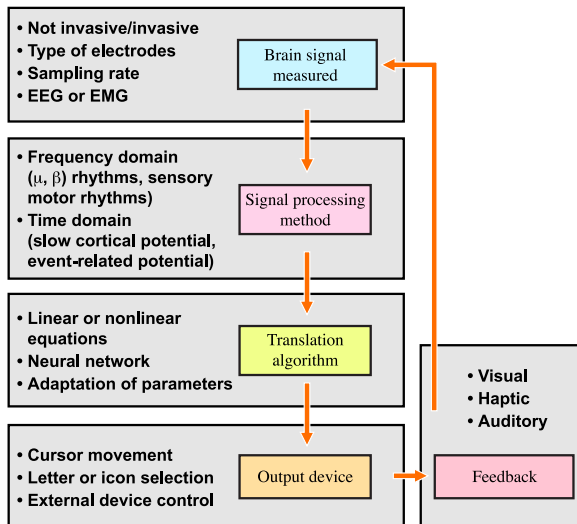 • Not invasive/invasive
• Type of electrodes
• Sampling rate
• EEG or EMG
Brain signal
measured
• Frequency domain
(μ, β) rhythms, sensory
motor rhythms)
• Time domain
(slow cortical potential,
event-related potential)
Signal processing
method
• Linear or nonlinear
equations
• Neural network
• Adaptation of parameters
Translation
algorithm
• Cursor movement
• Letter or icon selection
• External device control
Output device
• Visual
• Haptic
• Auditory
Feedback